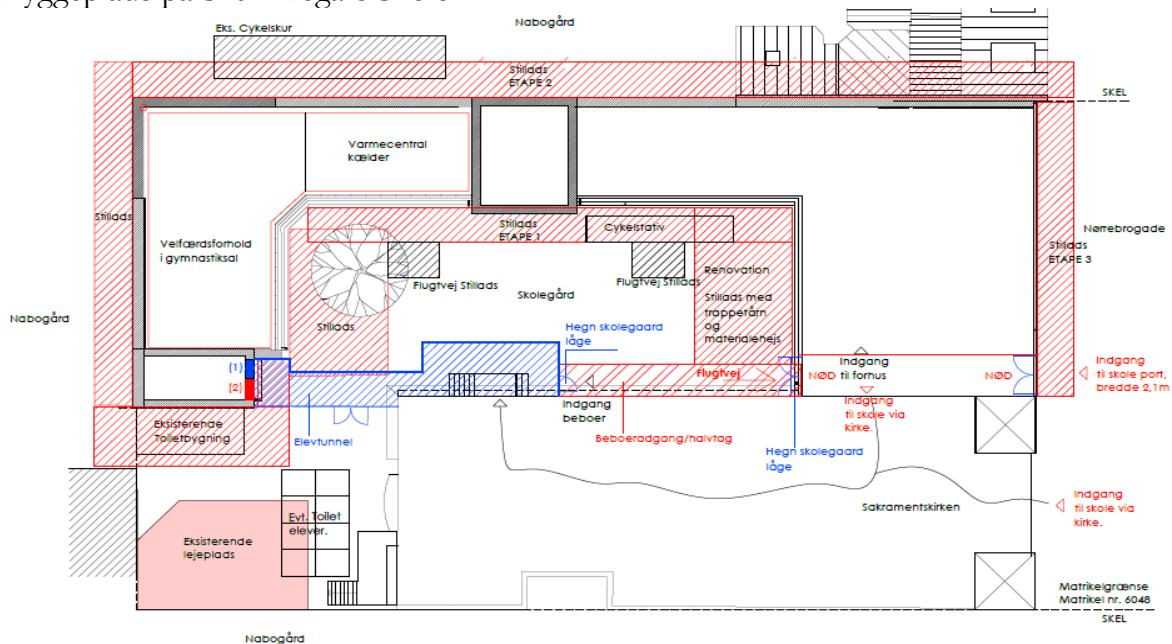 Nabogård
Eks. Cykelskur
Stillads
ETAPE 2
SKEL
Varmecentral
kælder
Stillads
Velfærdsforhold
i gymnastiksal
Stillads
ETAPE 1
Cykelstativ
Nørrebrogade
Stillads
ETAPE 3
Flugtvej Stillads
Skolegård
Flugtvej Stillads
Renovation
Stillads med
trappetårn
og
materialehejs
Nabogård
Stillads
Hegn skolegaard
låge
(1)
(2)
Flugtvej
NØD
Indgang
til forhus
NØD
Indgang
til skole port,
bredde 2,1m
Indgang
beboer
Indgang
til skole via
kirke.
Eksisterende
Toiletbygning
Elevtunnel
Beboeradgang/halvtag
Hegn skolegaard
låge
Indgang
til skole via
kirke.
Sakramentskirken
Evt. Toilet
elever.
Eksisterende
lejeplads
Matrikelgrænse
Matrikel nr. 6048
SKEL
Nabogård